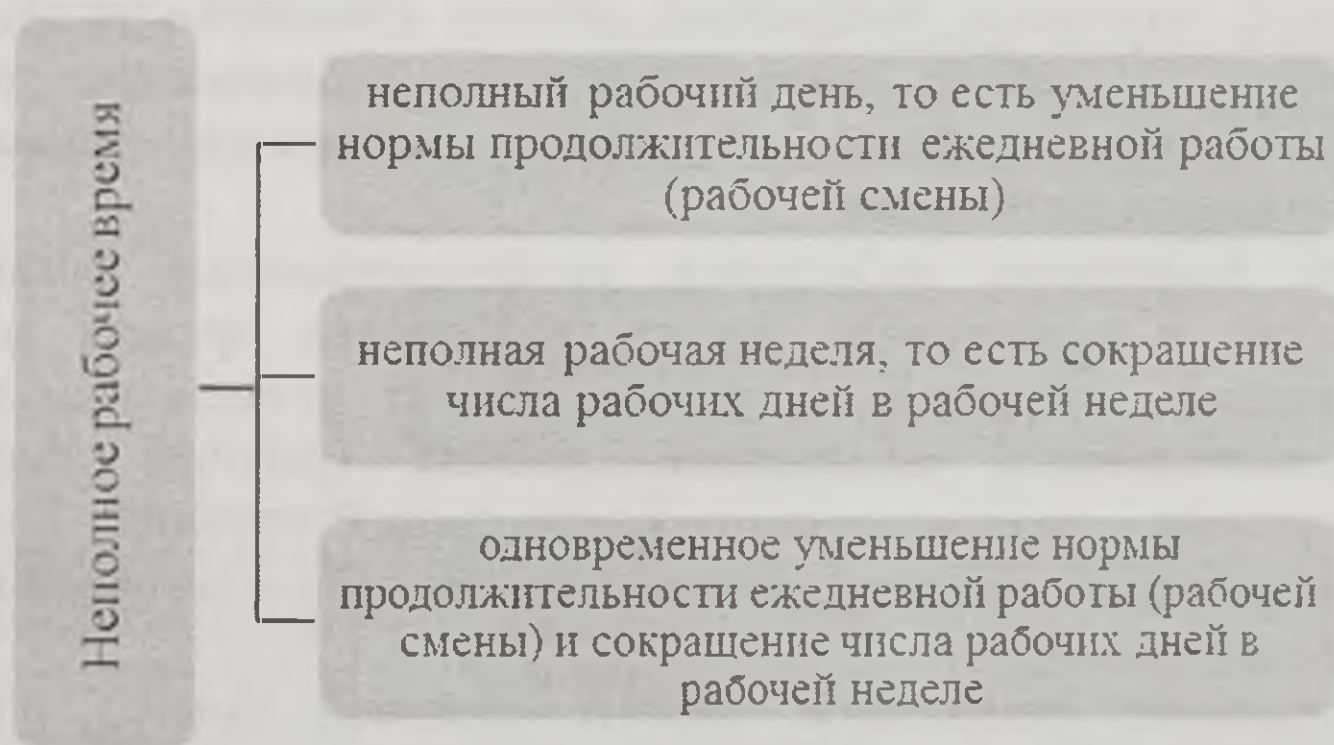 Неполное рабочее время
неполный рабочий день, то есть уменьшение
нормы продолжительности ежедневной работы
(рабочей смены)
неполная рабочая неделя, то есть сокращение
числа рабочих дней в рабочей неделе
одновременное уменьшение нормы
продолжительности ежедневной работы (рабочей
смены) и сокращение числа рабочих дней в
рабочей неделе